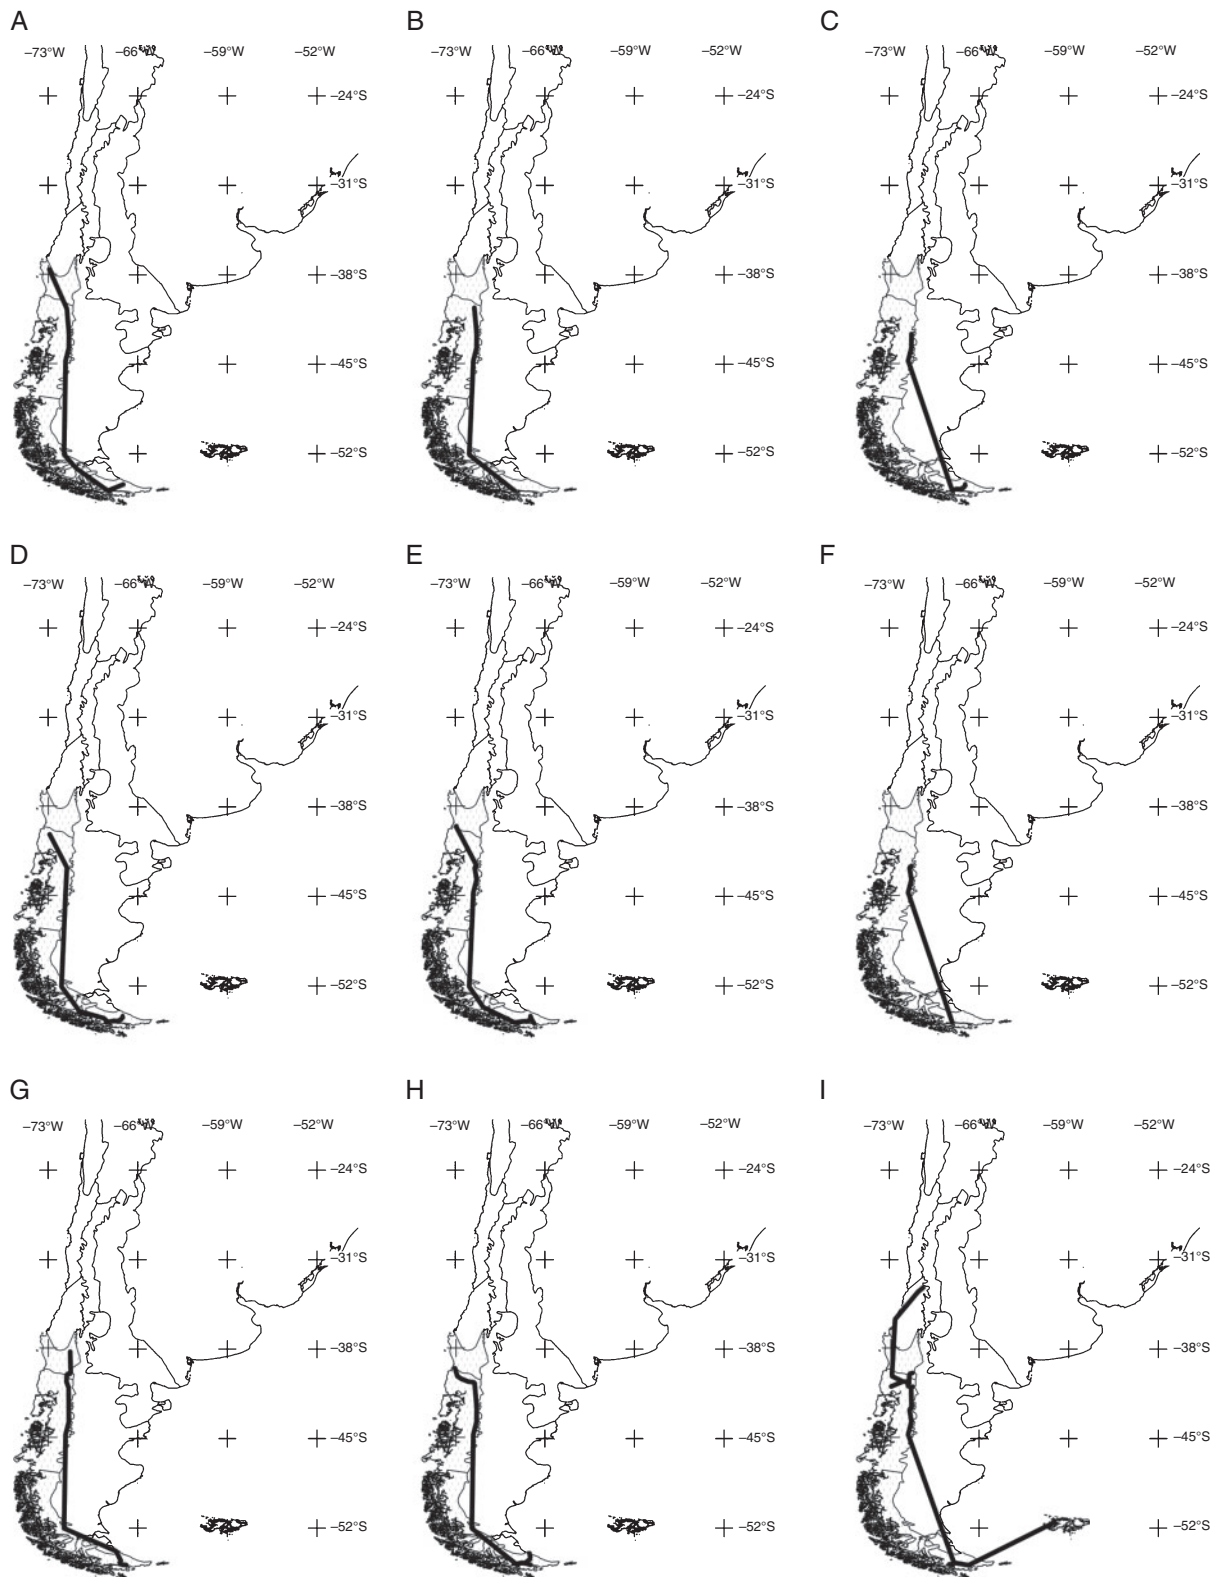 A B C
–73°W –66°W –59°W –52°W –73°W –66°W –59°W –52°W –73°W –66°W –59°W –52°W
–24°S –24°S –24°S
–31°S –31°S –31°S
–38°S –38°S –38°S
–45°S –45°S –45°S
–52°S –52°S –52°S
D E F
–73°W –66°W –59°W –52°W –73°W –66°W –59°W –52°W –73°W –66°W –59°W –52°W
–24°S –24°S –24°S
–31°S –31°S –31°S
–38°S –38°S –38°S
–45°S –45°S –45°S
–52°S –52°S –52°S
G H I
–73°W –66°W –59°W –52°W –73°W –66°W –59°W –52°W –73°W –66°W –59°W –52°W
–24°S –24°S –24°S
–31°S –31°S –31°S
–38°S –38°S –38°S
–45°S –45°S –45°S
–52°S –52°S –52°S